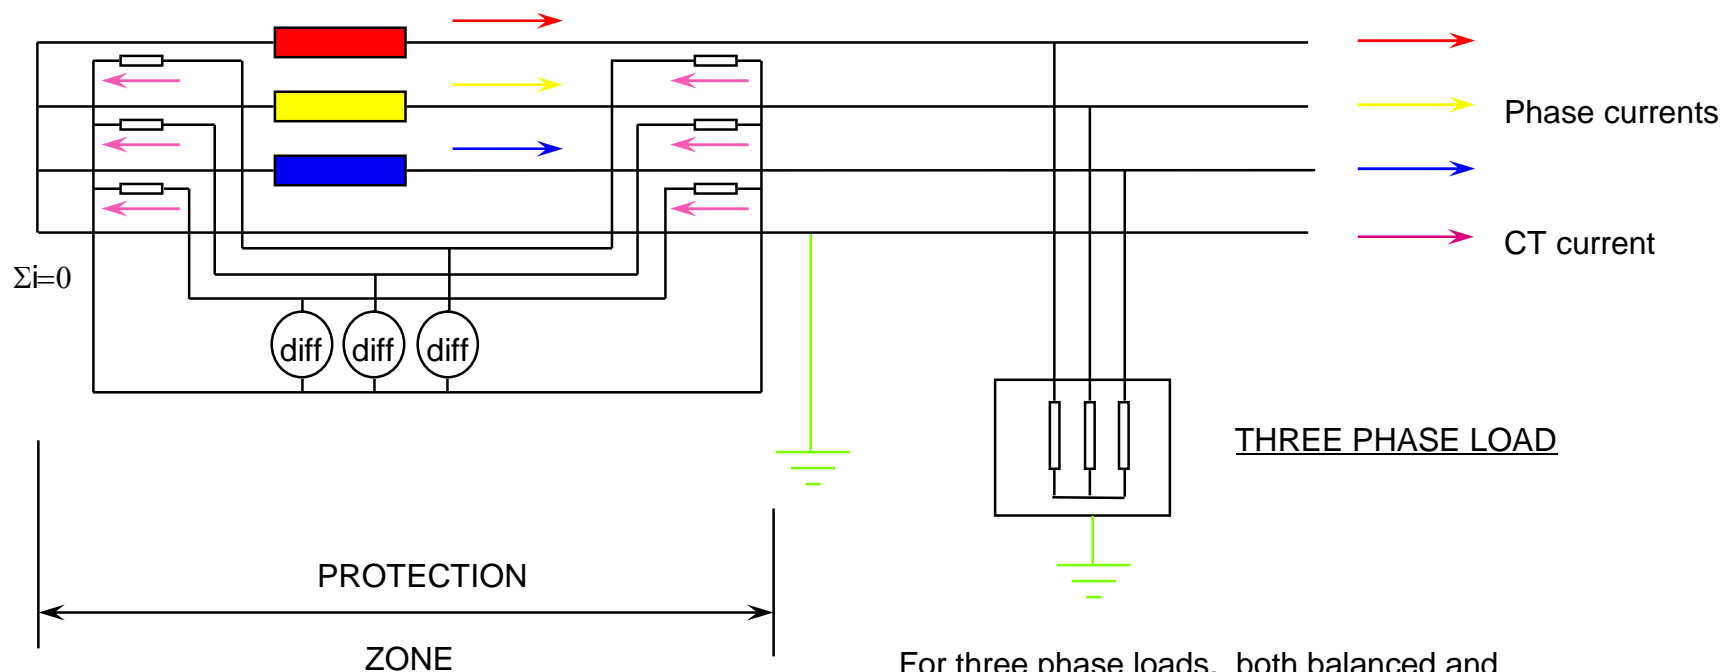 Phase currents
CT current
Σi=0
diff diff diff
THREE PHASE LOAD
PROTECTION
ZONE
For three phase loads, both balanced and